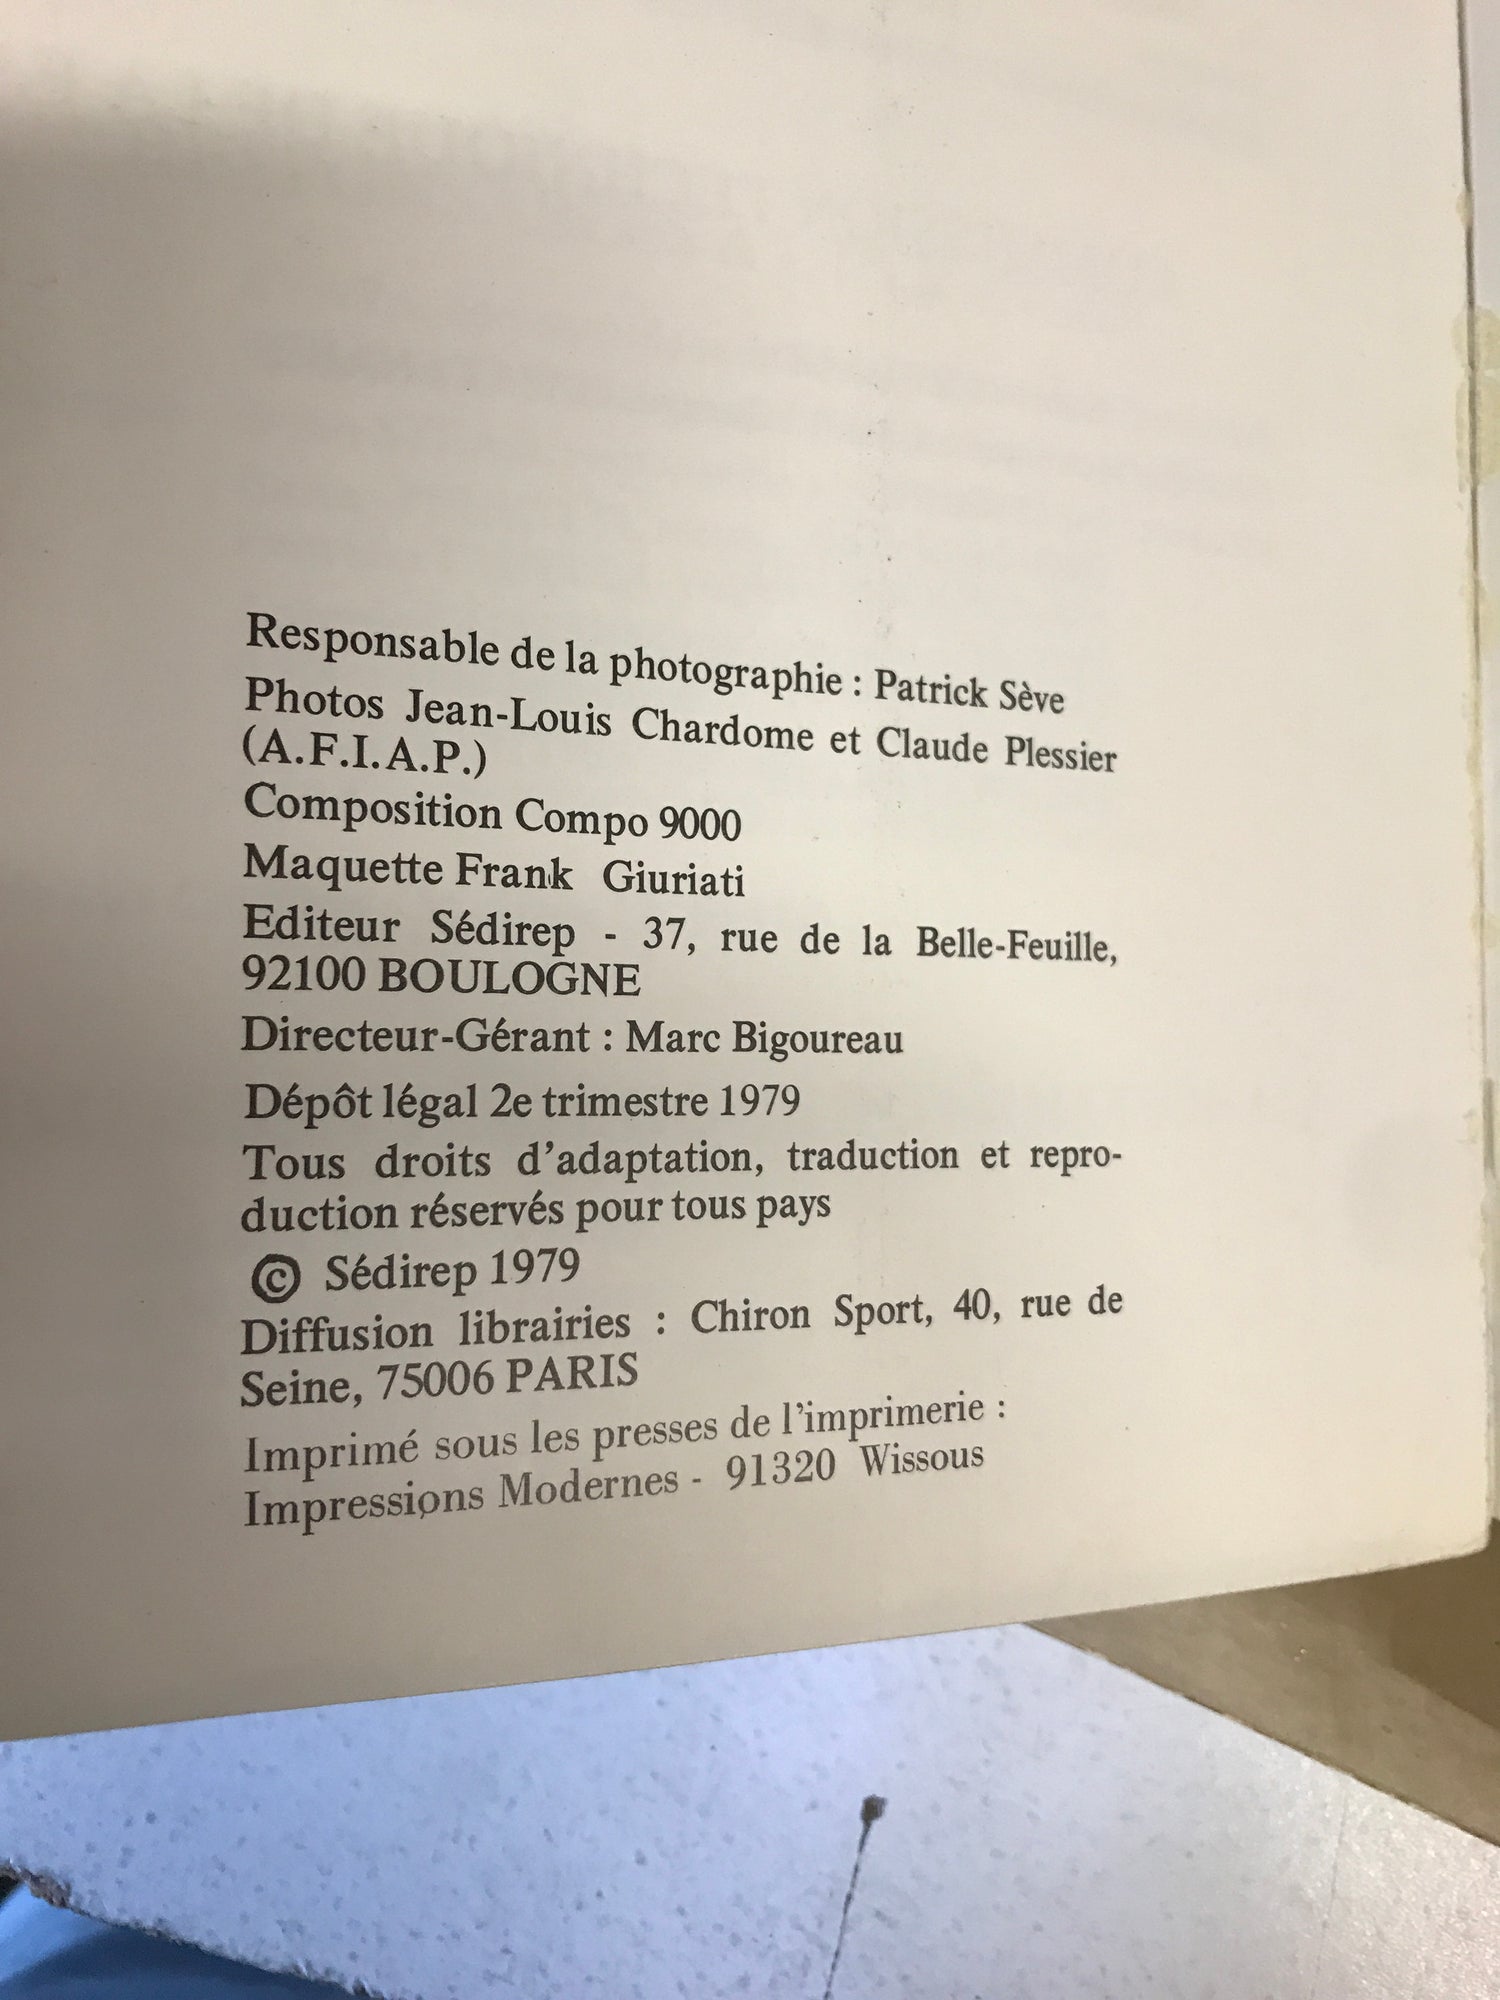 Responsable de la photographie : Patrick Sève
Photos Jean-Louis Chardome et Claude Plessier
(A.F.I.A.P.)
Composition Compo 9000
Maquette Frank Giuriati
Editeur Sédirep - 37, rue de la Belle-Feuille,
92100 BOULOGNE
Directeur-Gérant : Marc Bigoureau
Dépôt légal 2e trimestre 1979
Tous droits d'adaptation, traduction et repro-
duction réservés pour tous pays
© Sédirep 1979
Diffusion librairies : Chiron Sport, 40, rue de
Seine, 75006 PARIS
Imprimé sous les presses de l'imprimerie :
Impressions Modernes - 91320 Wissous